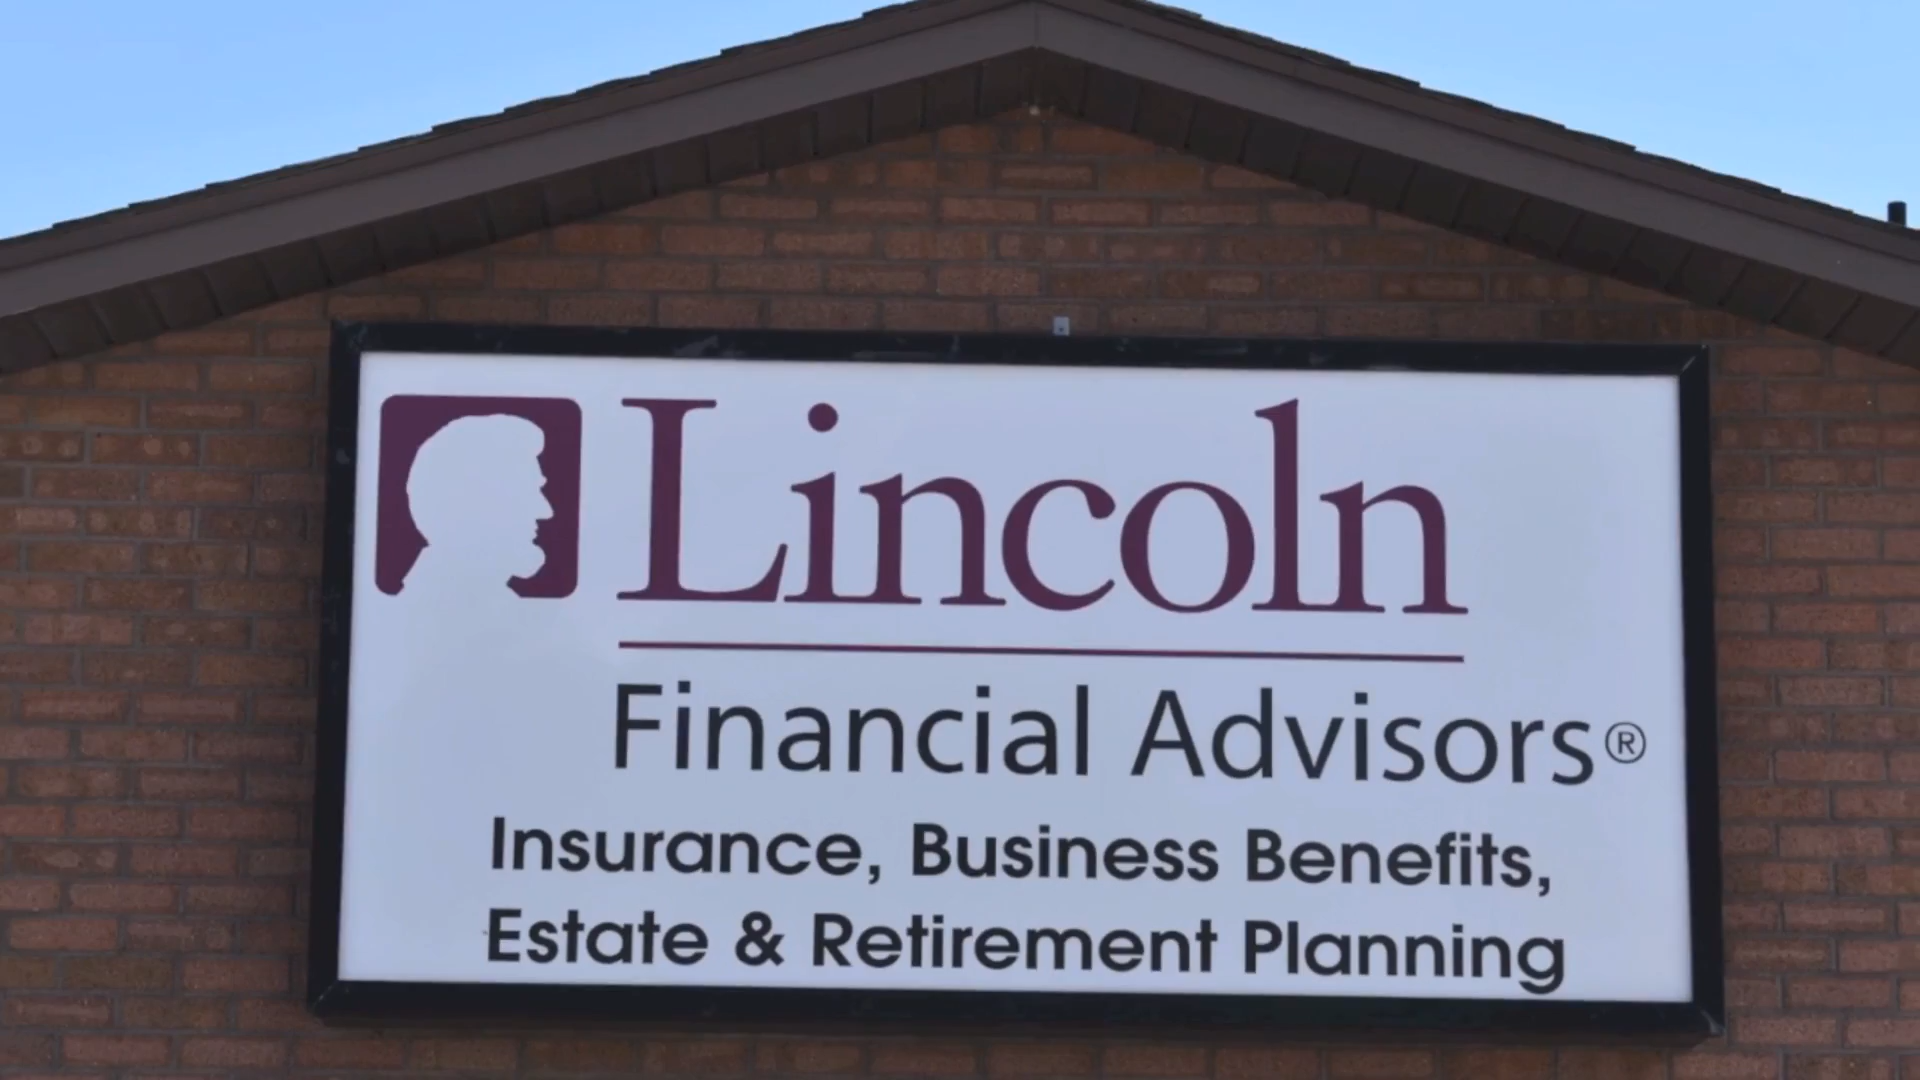 Lincoln
Financial Advisors®
Insurance, Business Benefits,
Estate & Retirement Planning